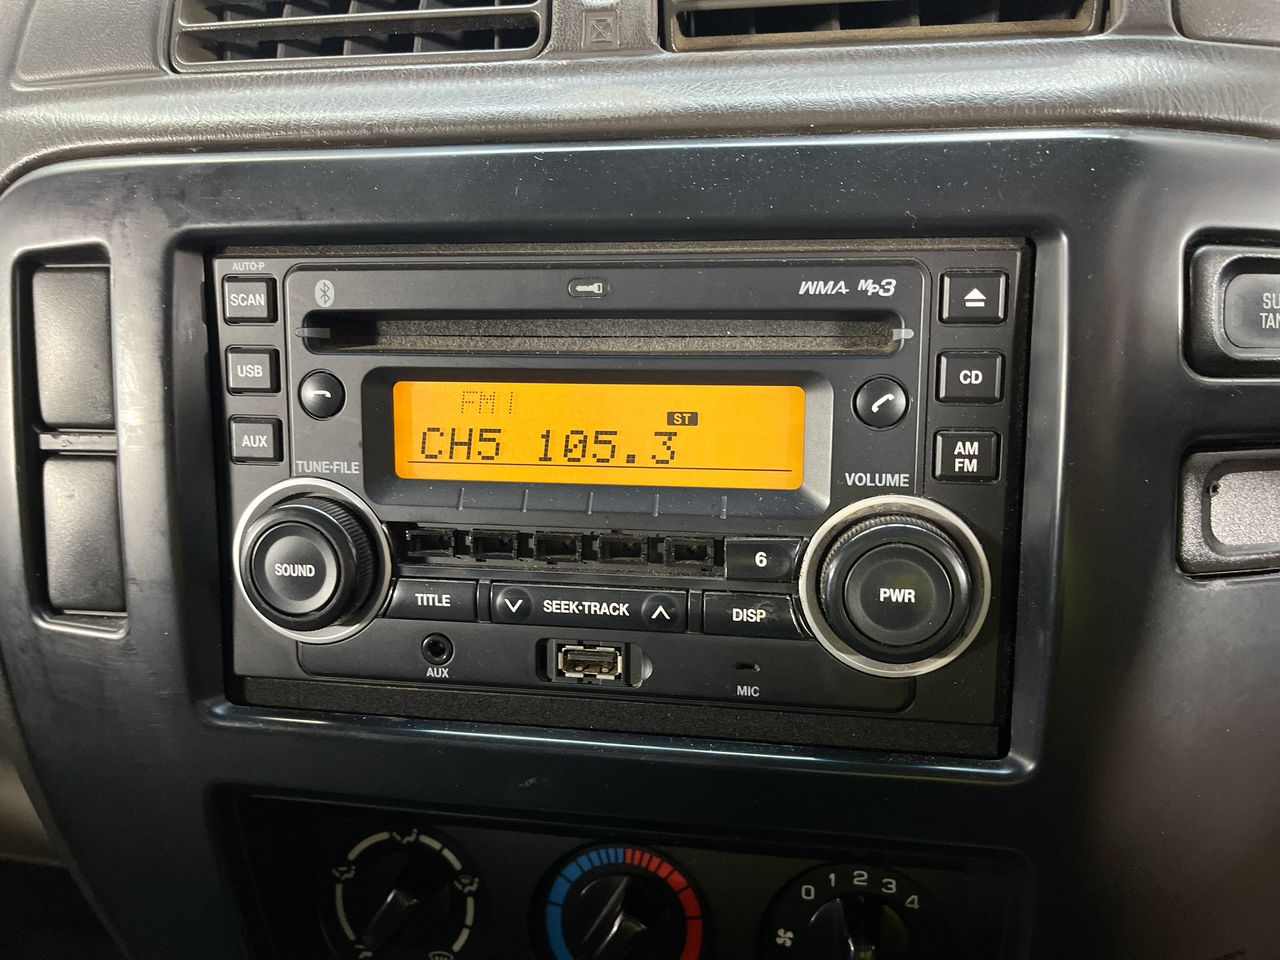 AUTO-P
SCAN
WMA MP3
USB
CD
AUX
AM
FM
FM1
ST
CH5 105.3
TUNE•FILE
VOLUME
SOUND
6
PWR
TITLE
SEEK•TRACK
DISP
AUX
MIC
0 1 2 3 4